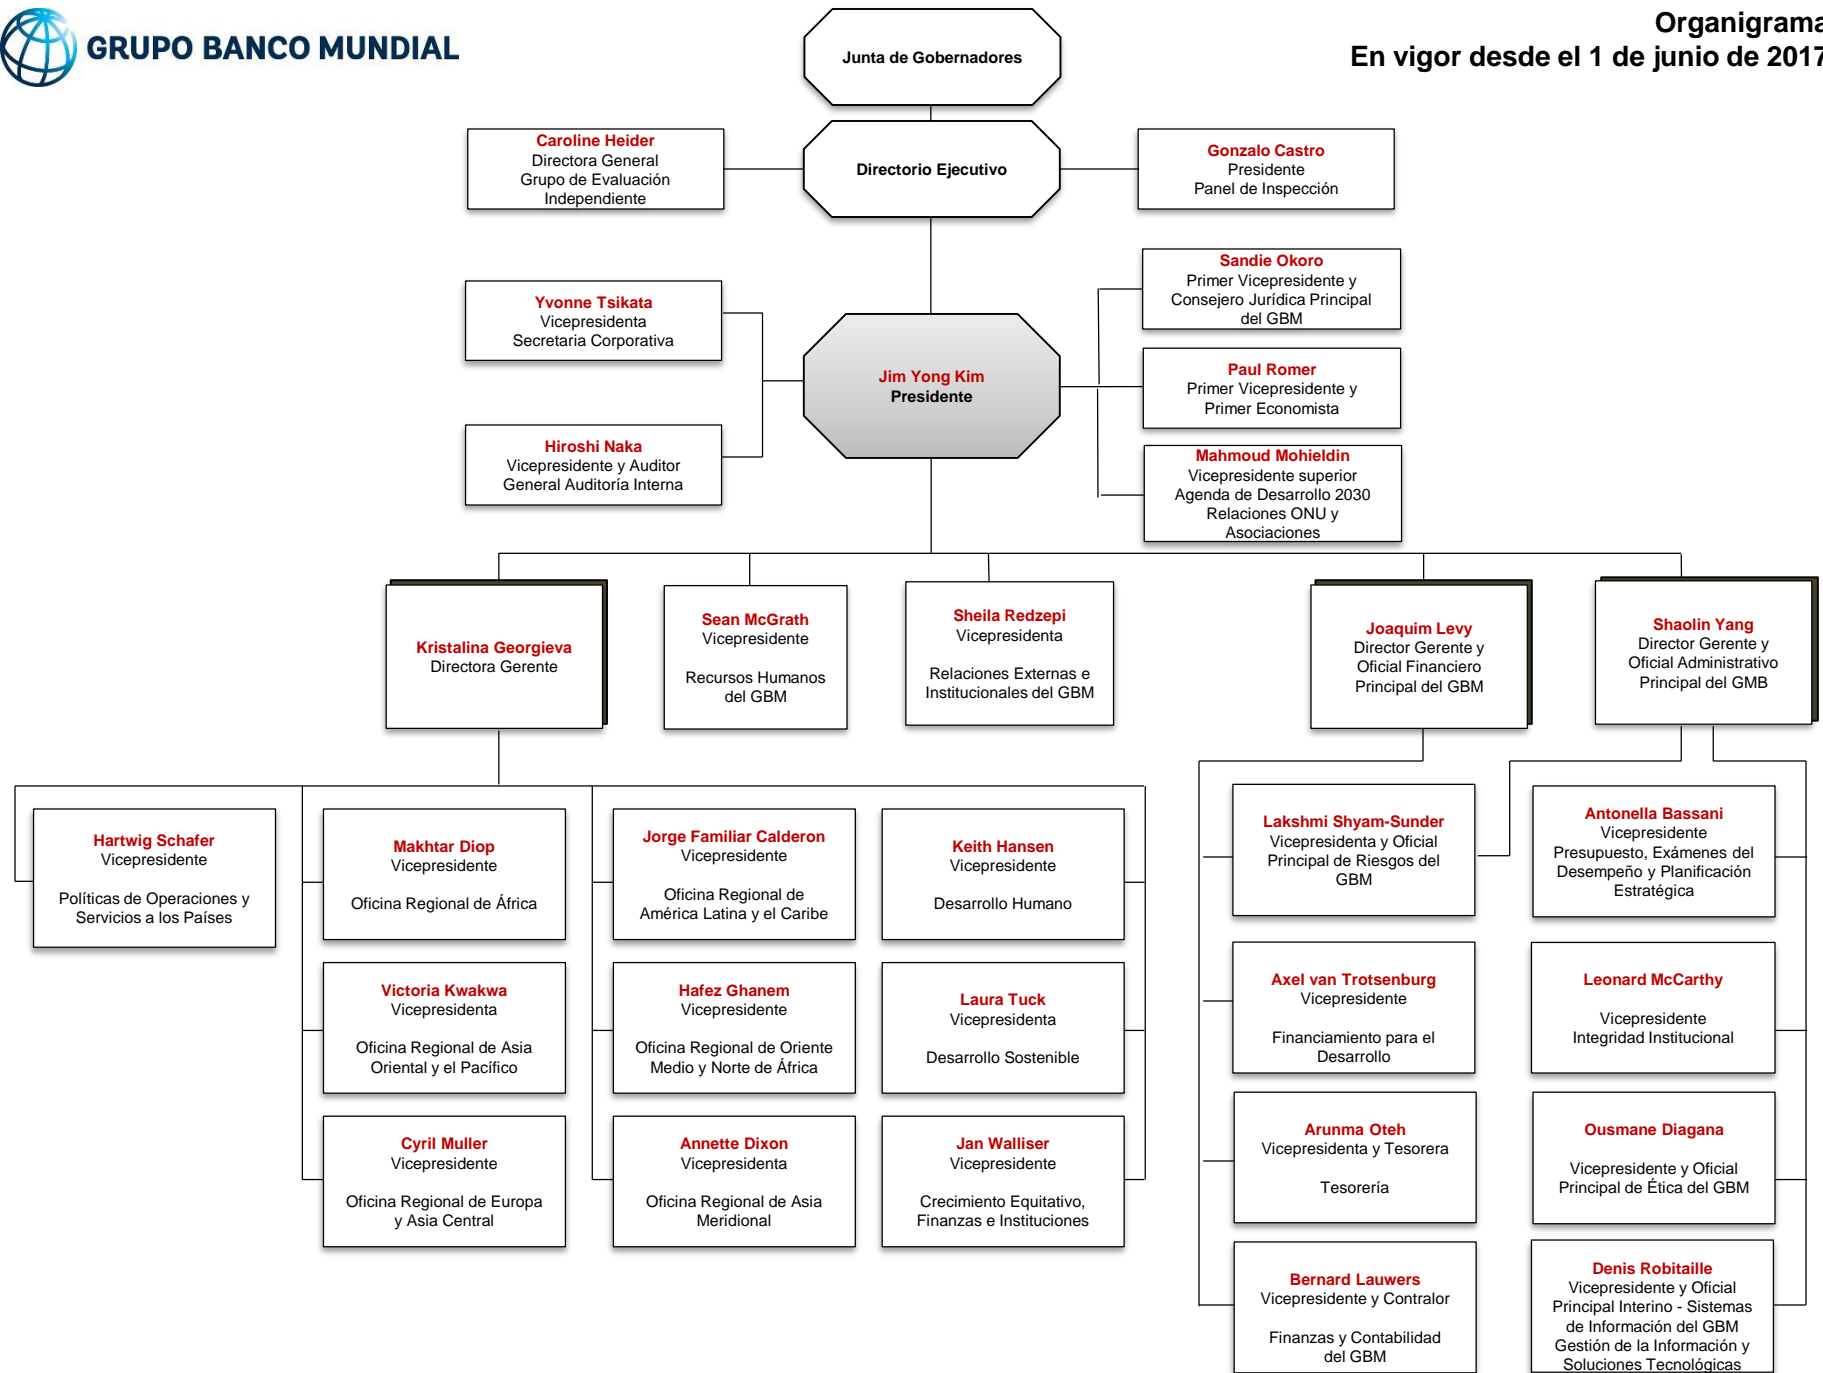 GRUPO BANCO MUNDIAL
Organigrama
En vigor desde el 1 de junio de 2017
Junta de Gobernadores
Caroline Heider
Directora General
Grupo de Evaluación
Independiente
Directorio Ejecutivo
Gonzalo Castro
Presidente
Panel de Inspección
Yvonne Tsikata
Vicepresidenta
Secretaria Corporativa
Hiroshi Naka
Vicepresidente y Auditor
General Auditoría Interna
Jim Yong Kim
Presidente
Sandie Okoro
Primer Vicepresidente y
Consejero Jurídica Principal
del GBM
Paul Romer
Primer Vicepresidente y
Primer Economista
Mahmoud Mohieldin
Vicepresidente superior
Agenda de Desarrollo 2030
Relaciones ONU y
Asociaciones
Kristalina Georgieva
Directora Gerente
Sean McGrath
Vicepresidente
Recursos Humanos
del GBM
Sheila Redzepi
Vicepresidenta
Relaciones Externas e
Institucionales del GBM
Joaquim Levy
Director Gerente y
Oficial Financiero
Principal del GBM
Shaolin Yang
Director Gerente y
Oficial Administrativo
Principal del GMB
Hartwig Schafer
Vicepresidente
Políticas de Operaciones y
Servicios a los Países
Makhtar Diop
Vicepresidente
Oficina Regional de África
Jorge Familiar Calderon
Vicepresidente
Oficina Regional de
América Latina y el Caribe
Keith Hansen
Vicepresidente
Desarrollo Humano
Lakshmi Shyam-Sunder
Vicepresidenta y Oficial
Principal de Riesgos del
GBM
Antonella Bassani
Vicepresidente
Presupuesto, Exámenes del
Desempeño y Planificación
Estratégica
Victoria Kwakwa
Vicepresidenta
Oficina Regional de Asia
Oriental y el Pacífico
Hafez Ghanem
Vicepresidente
Oficina Regional de Oriente
Medio y Norte de África
Laura Tuck
Vicepresidenta
Desarrollo Sostenible
Axel van Trotsenburg
Vicepresidente
Financiamiento para el
Desarrollo
Leonard McCarthy
Vicepresidente
Integridad Institucional
Cyril Muller
Vicepresidente
Oficina Regional de Europa
y Asia Central
Annette Dixon
Vicepresidenta
Oficina Regional de Asia
Meridional
Jan Walliser
Vicepresidente
Crecimiento Equitativo,
Finanzas e Instituciones
Arunma Oteh
Vicepresidenta y Tesorera
Tesorería
Ousmane Diagana
Vicepresidente y Oficial
Principal de Ética del GBM
Bernard Lauwers
Vicepresidente y Contralor
Finanzas y Contabilidad
del GBM
Denis Robitaille
Vicepresidente y Oficial
Principal Interino - Sistemas
de Información del GBM
Gestión de la Información y
Soluciones Tecnológicas